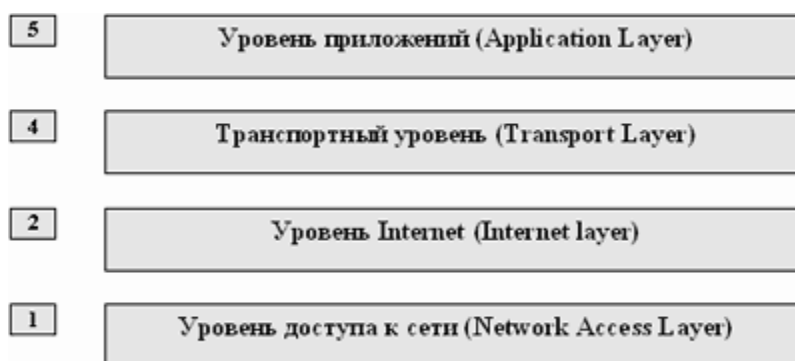 5 Уровень приложений (Application Layer)
4 Транспортный уровень (Transport Layer)
2 Уровень Internet (Internet layer)
1 Уровень доступа к сети (Network Access Layer)